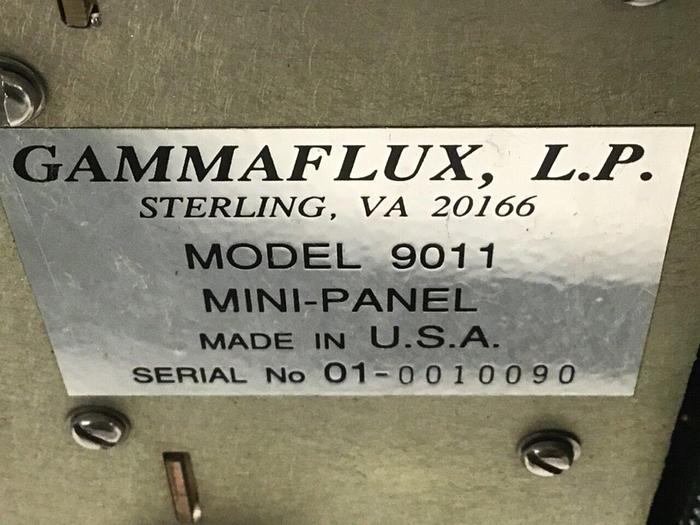 GAMMAFLUX, L.P.
STERLING, VA 20166
MODEL 9011
MINI-PANEL
MADE IN U.S.A.
SERIAL No 01-0010090